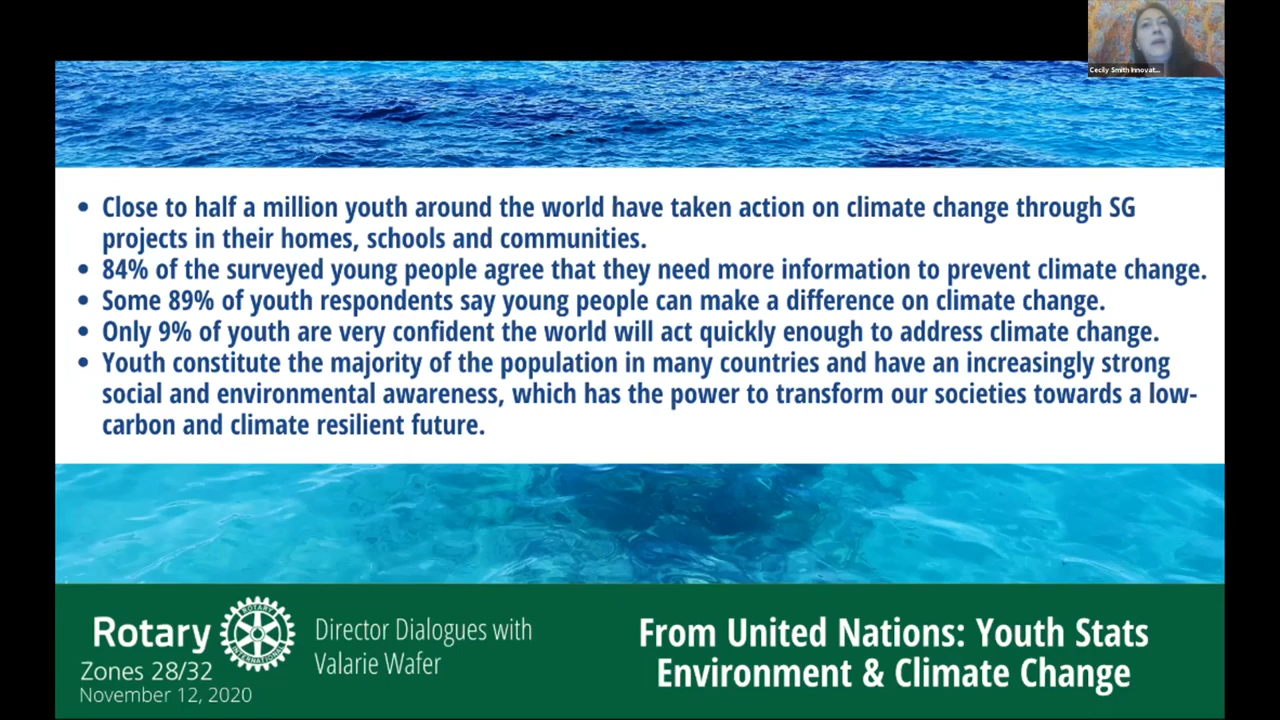 Cecily Smith Innovat...
• Close to half a million youth around the world have taken action on climate change through SG
projects in their homes, schools and communities.
• 84% of the surveyed young people agree that they need more information to prevent climate change.
• Some 89% of youth respondents say young people can make a difference on climate change.
• Only 9% of youth are very confident the world will act quickly enough to address climate change.
• Youth constitute the majority of the population in many countries and have an increasingly strong
social and environmental awareness, which has the power to transform our societies towards a low-
carbon and climate resilient future.
Rotary
ROTARY
INTERNATIONAL
Zones 28/32
November 12, 2020
Director Dialogues with
Valarie Wafer
From United Nations: Youth Stats
Environment & Climate Change